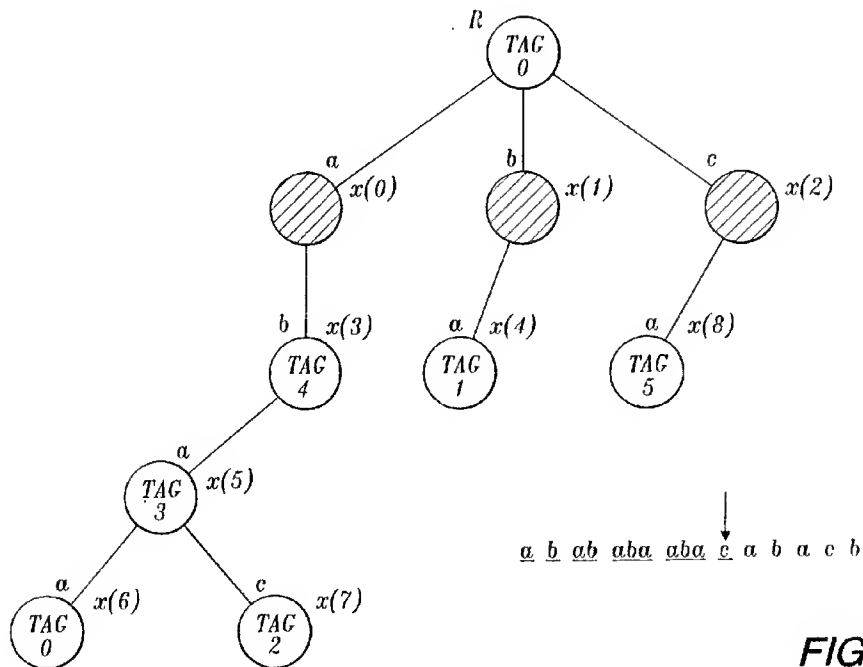 R
TAG
0
a x(0)
b x(1)
c x(2)
b x(3)
TAG
4
a x(4)
TAG
1
a x(8)
TAG
5
a x(5)
TAG
3
a b ab aba aba c a b a c b
a x(6)
TAG
0
c x(7)
TAG
2
FIG